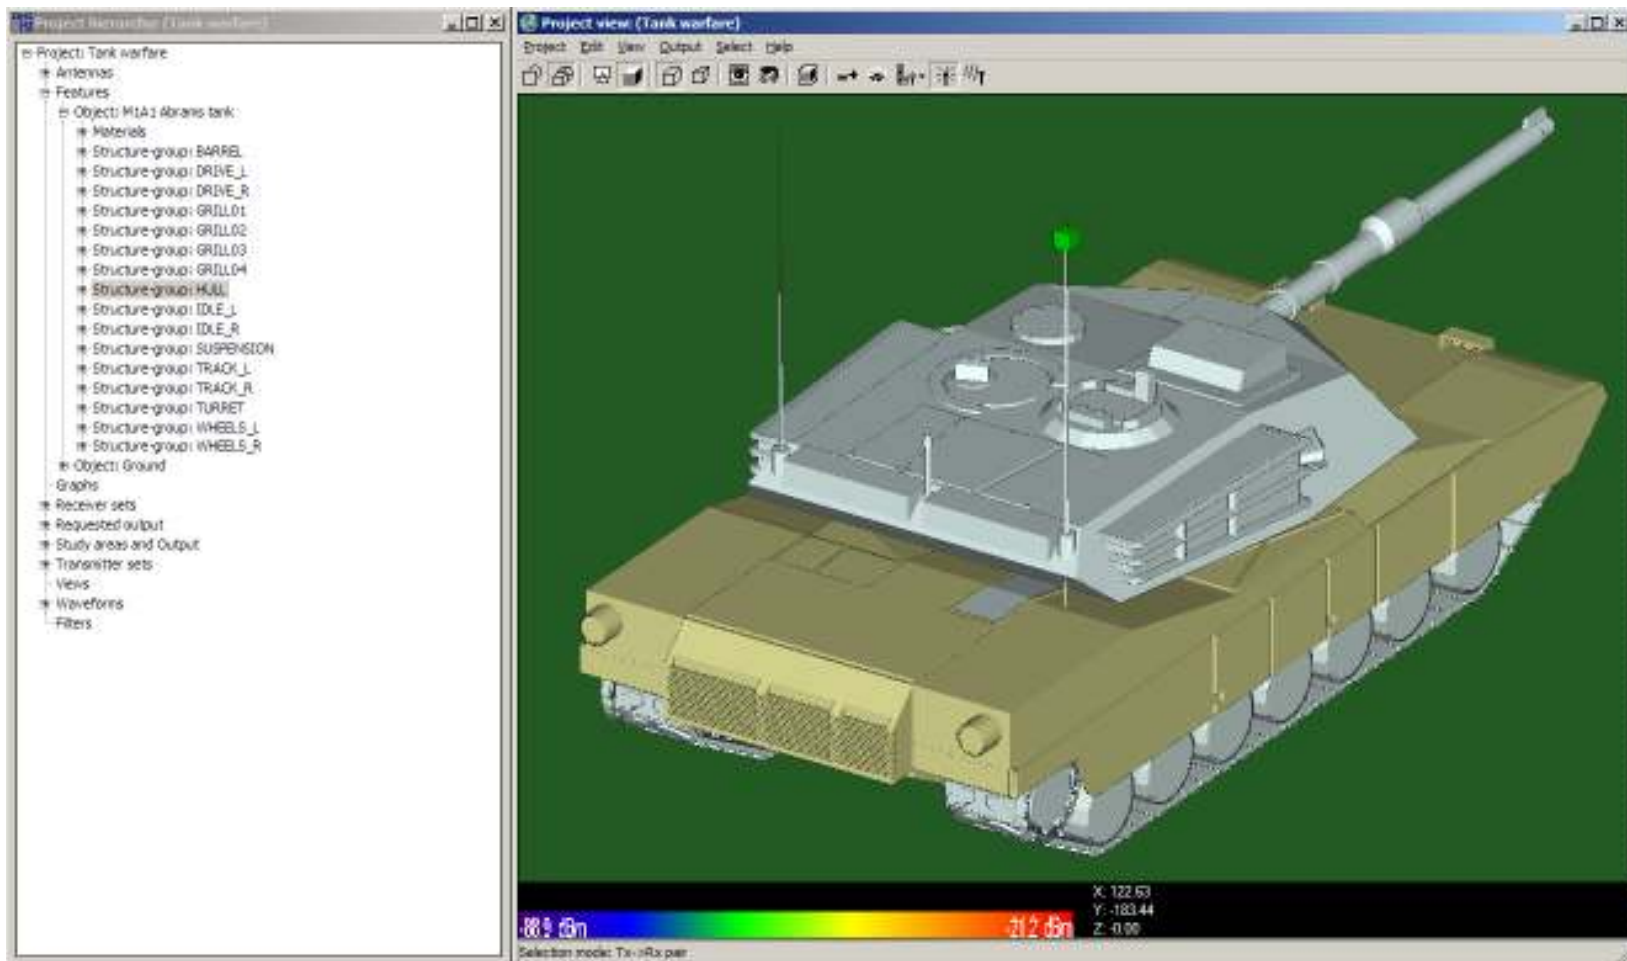 Project hierarchy (Tank warfare)
Project: Tank warfare
Antennas
Features
Object: M1A1 Abrams tank
Materials
Structure-group: BARREL
Structure-group: DRIVE_L
Structure-group: DRIVE_R
Structure-group: GRILL01
Structure-group: GRILL02
Structure-group: GRILL03
Structure-group: GRILL04
Structure-group: HULL
Structure-group: IDLE_L
Structure-group: IDLE_R
Structure-group: SUSPENSION
Structure-group: TRACK_L
Structure-group: TRACK_R
Structure-group: TURRET
Structure-group: WHEELS_L
Structure-group: WHEELS_R
Object: Ground
Graphs
Receiver sets
Requested output
Study areas and Output
Transmitter sets
Views
Waveforms
Filters
Project view: (Tank warfare)
Project Edit View Output Select Help
X: 122.63
Y: -183.44
Z: -0.00
-88.9 dBm -21.2 dBm
Selection mode: Tx->Rx pair